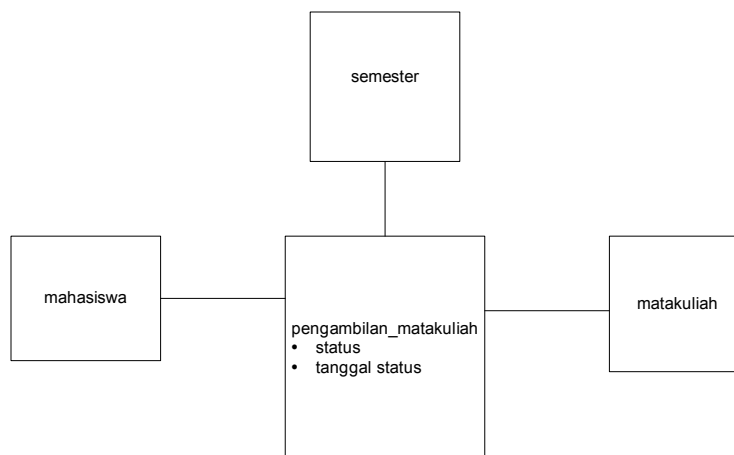 semester
mahasiswa
pengambilan_matakuliah
• status
• tanggal status
matakuliah